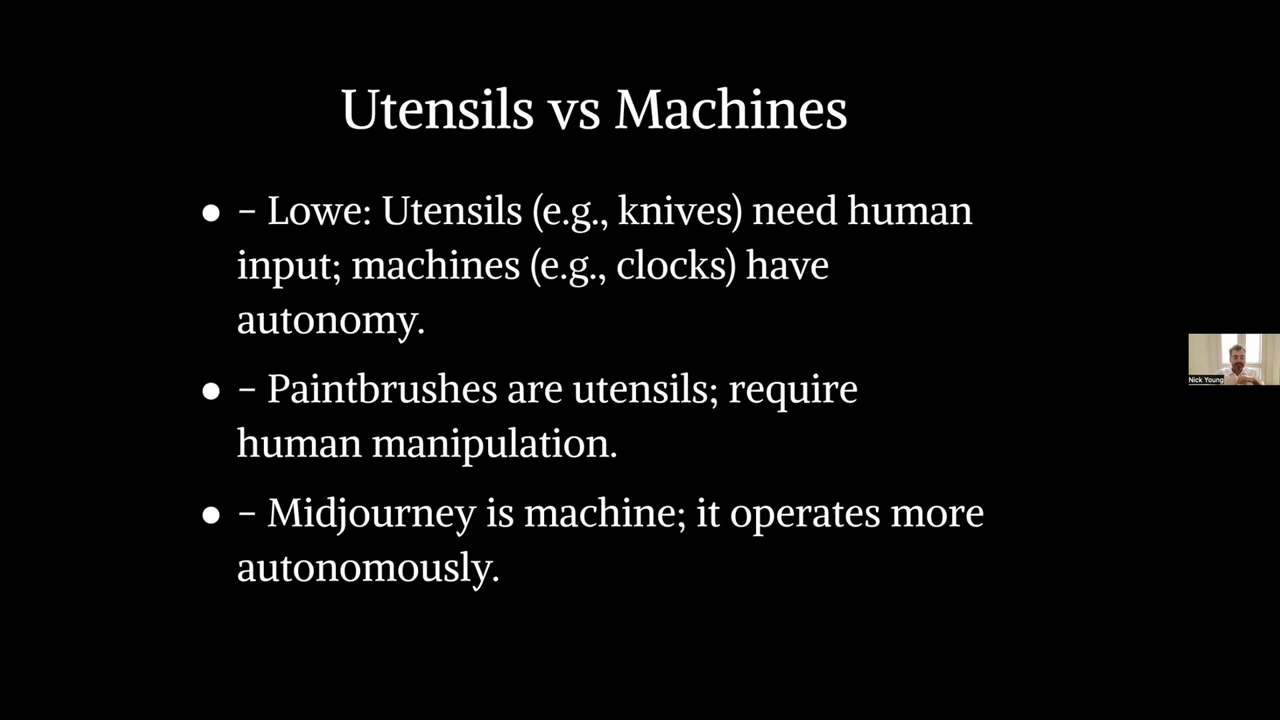 Utensils vs Machines
● – Lowe: Utensils (e.g., knives) need human
input; machines (e.g., clocks) have
autonomy.
● – Paintbrushes are utensils; require
human manipulation.
● – Midjourney is machine; it operates more
autonomously.
Nick Young